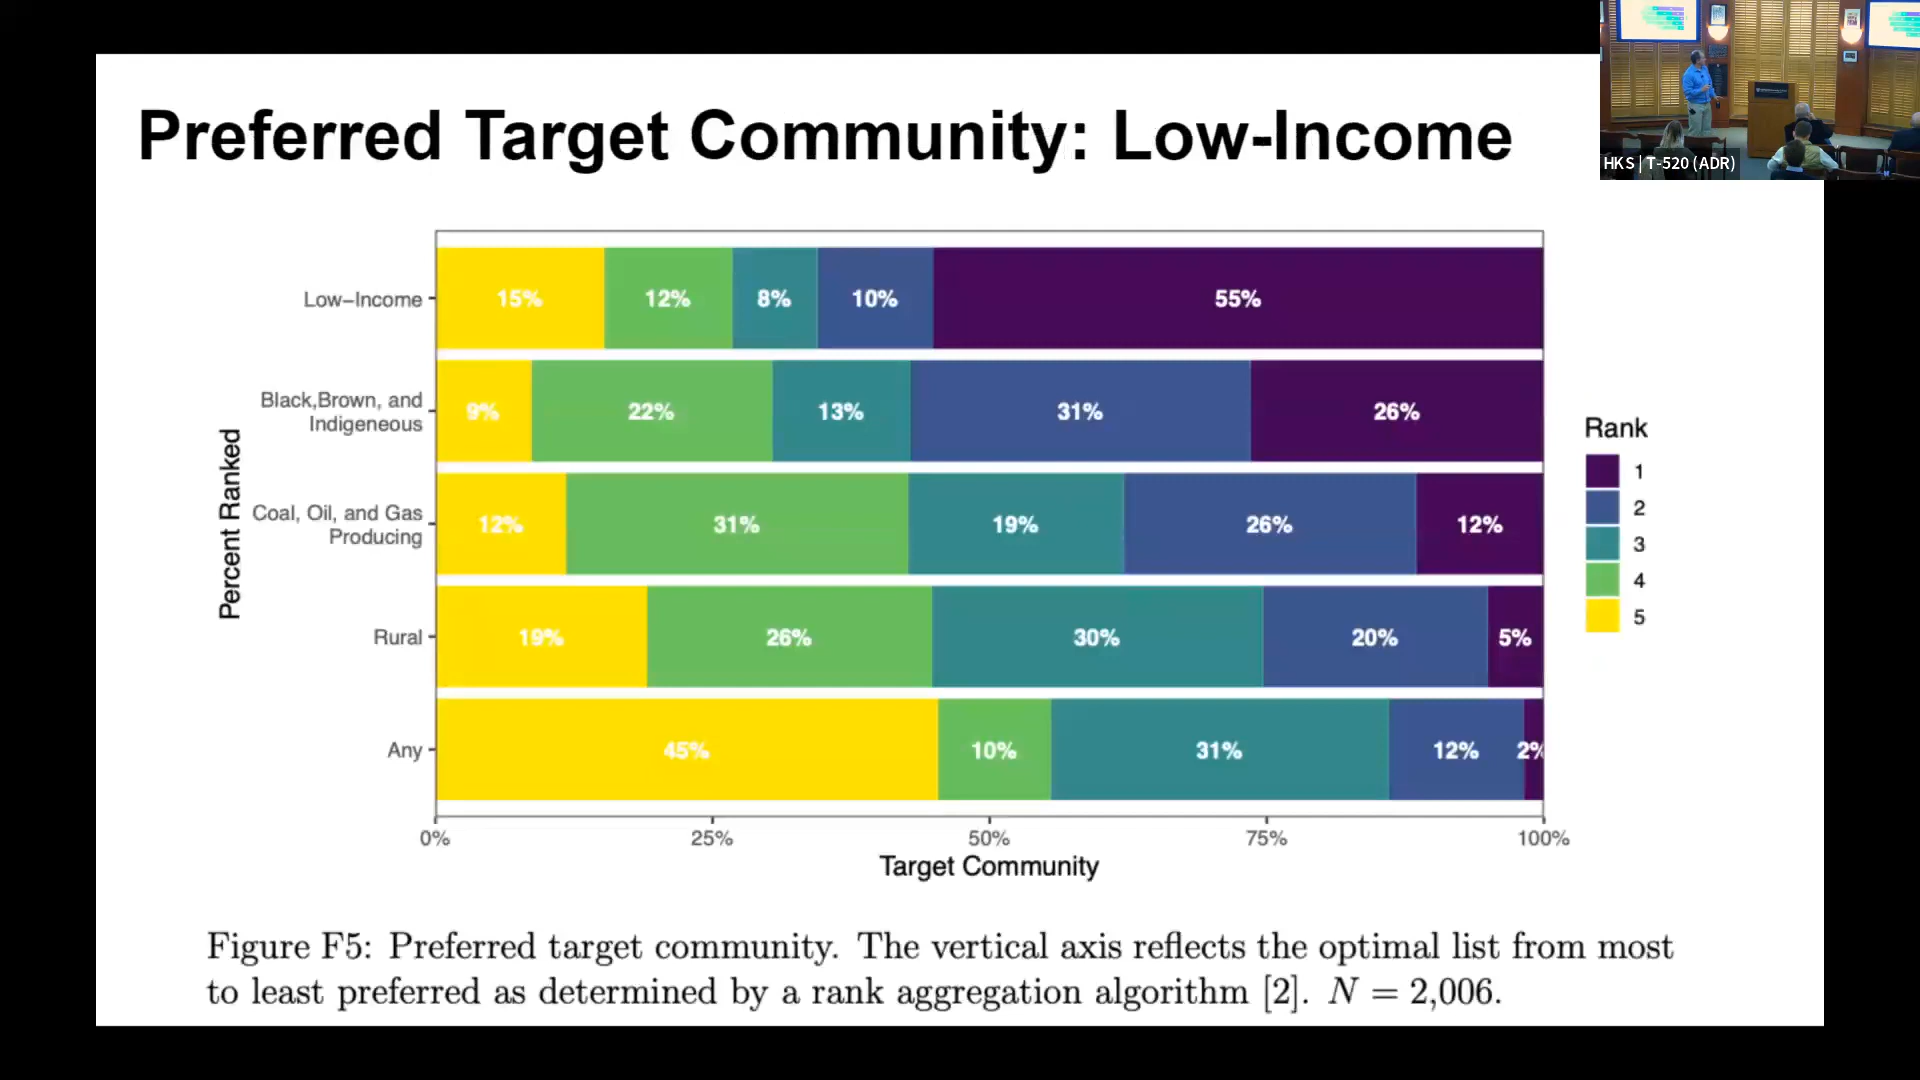 Preferred Target Community: Low-Income
HKS | T-520 (ADR)
Low-Income
15%
12%
8%
10%
55%
Black,Brown, and
Indigeneous
9%
22%
13%
31%
26%
Coal, Oil, and Gas
Producing
12%
31%
19%
26%
12%
Rural
19%
26%
30%
20%
5%
Any
45%
10%
31%
12%
2%
Percent Ranked
0%
25%
50%
75%
100%
Target Community
Rank
1
2
3
4
5
Figure F5: Preferred target community. The vertical axis reflects the optimal list from most
to least preferred as determined by a rank aggregation algorithm [2]. N = 2,006.